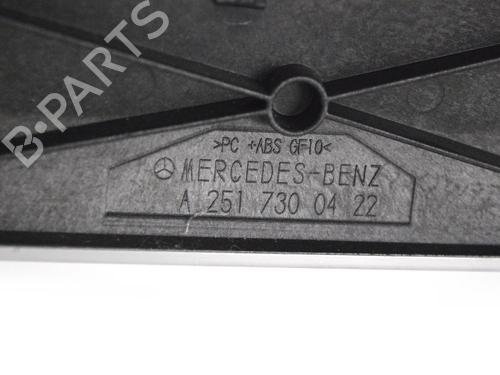 B-PARTS
>PC +ABS GF10<
MERCEDES-BENZ
A 251 730 04 22